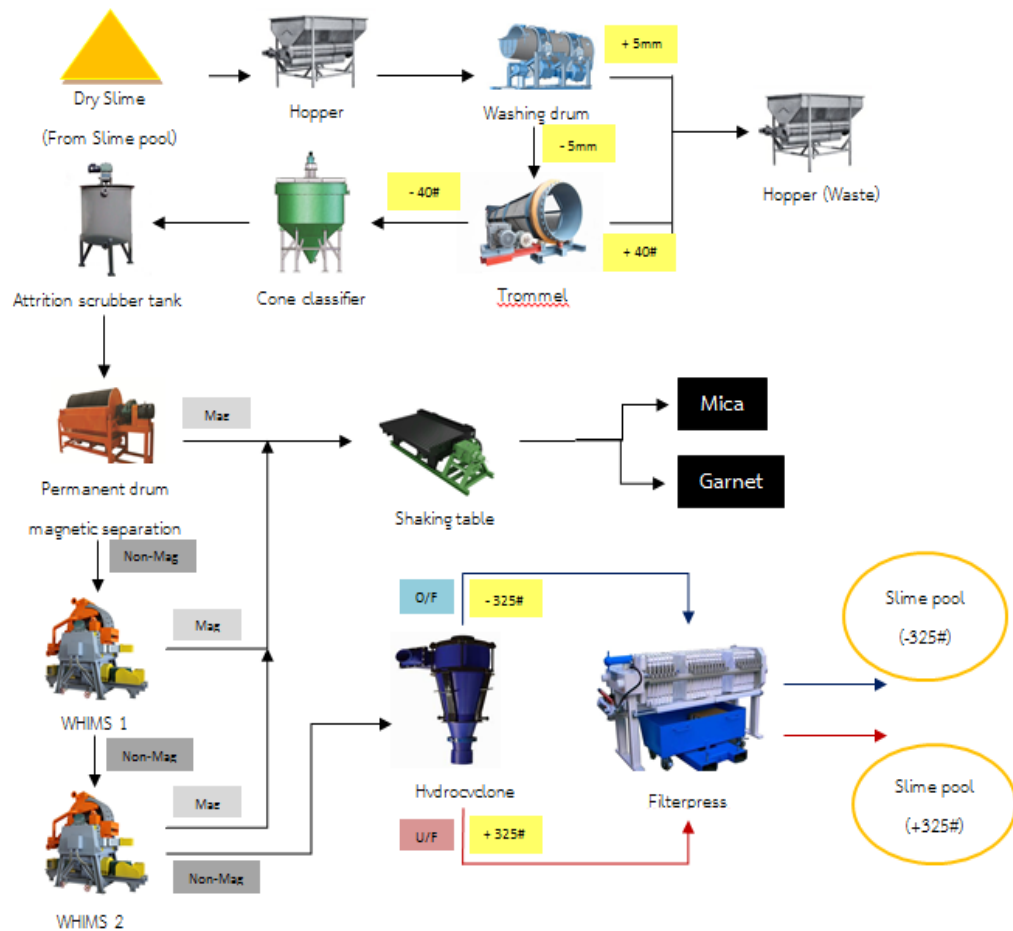 Dry Slime
(From Slime pool)
Hopper
Washing drum
+ 5mm
- 5mm
Hopper (Waste)
Attrition scrubber tank
Cone classifier
- 40#
Trommel
+ 40#
Permanent drum
magnetic separation
Mag
Shaking table
Mica
Garnet
Non-Mag
WHIMS 1
Mag
Non-Mag
WHIMS 2
Mag
Non-Mag
O/F
- 325#
Hydrocyclone
U/F
+ 325#
Filterpress
Slime pool
(-325#)
Slime pool
(+325#)